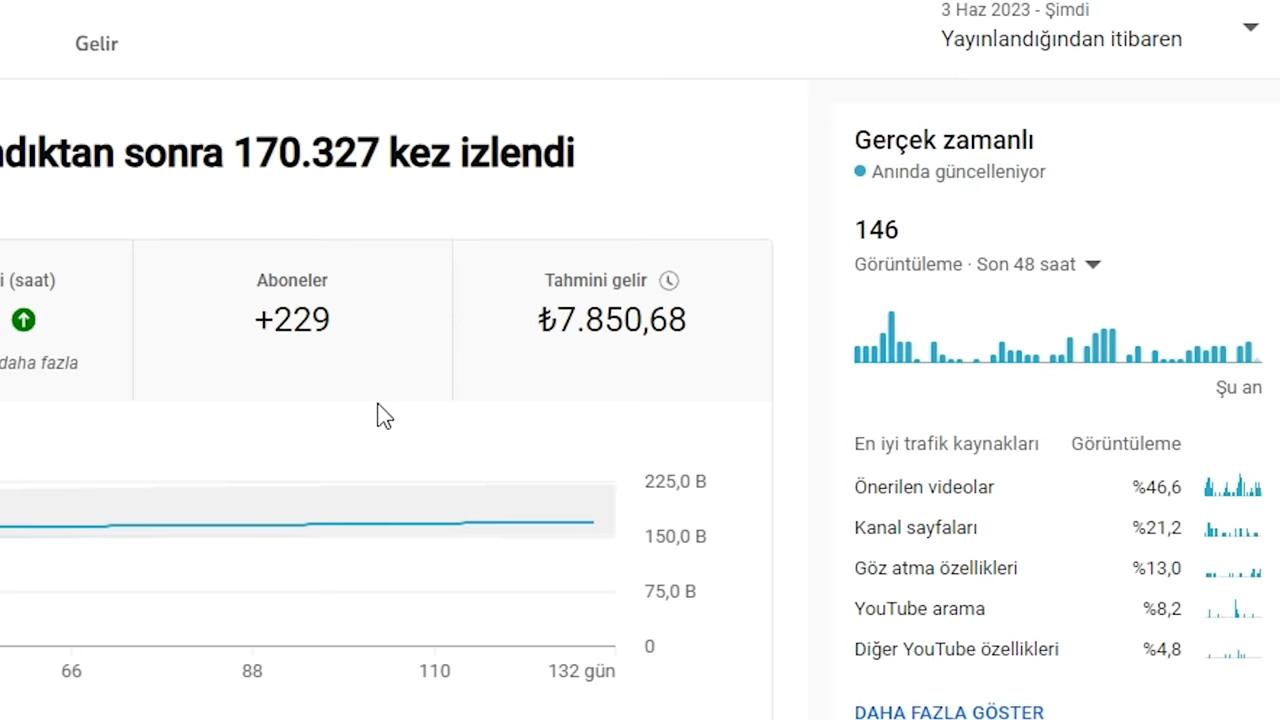 Gelir
3 Haz 2023 - Şimdi
Yayınlandığından itibaren
sonra 170.327 kez izlendi
(saat)
daha fazla
Aboneler
+229
Tahmini gelir
₺7.850,68
225,0 B
150,0 B
75,0 B
0
66
88
110
132 gün
Gerçek zamanlı
Anında güncelleniyor
146
Görüntüleme · Son 48 saat
Şu an
En iyi trafik kaynakları Görüntüleme
Önerilen videolar %46,6
Kanal sayfaları %21,2
Göz atma özellikleri %13,0
YouTube arama %8,2
Diğer YouTube özellikleri %4,8
DAHA FAZLA GÖSTER